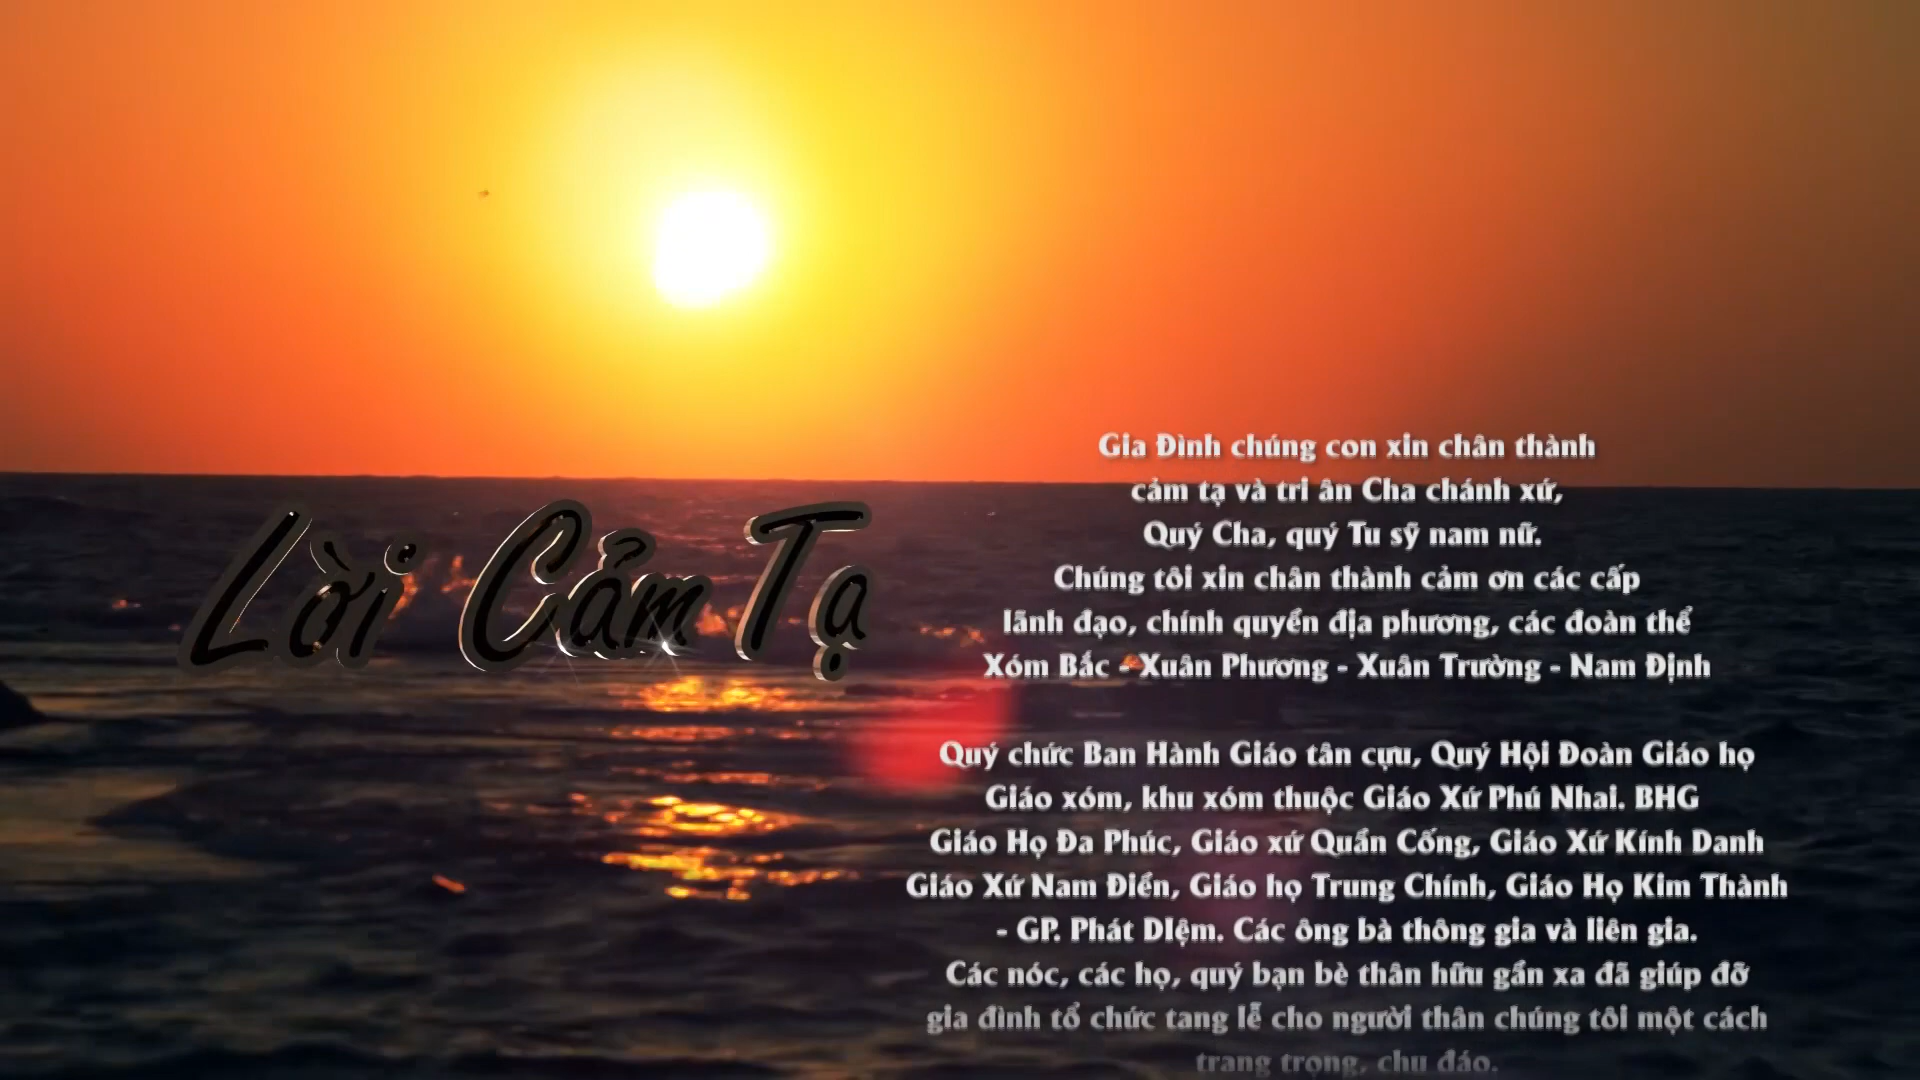 Lời Cảm Tạ
Gia Đình chúng con xin chân thành
cảm tạ và tri ân Cha chánh xứ,
Quý Cha, quý Tu sỹ nam nữ.
Chúng tôi xin chân thành cảm ơn các cấp
lãnh đạo, chính quyền địa phương, các đoàn thể
Xóm Bắc - Xuân Phương - Xuân Trường - Nam Định
Quý chức Ban Hành Giáo tân cựu, Quý Hội Đoàn Giáo họ
Giáo xóm, khu xóm thuộc Giáo Xứ Phú Nhai. BHG
Giáo Họ Đa Phúc, Giáo xứ Quần Cống, Giáo Xứ Kính Danh
Giáo Xứ Nam Điền, Giáo họ Trung Chính, Giáo Họ Kim Thành
- GP. Phát DIệm. Các ông bà thông gia và liên gia.
Các nóc, các họ, quý bạn bè thân hữu gần xa đã giúp đỡ
gia đình tổ chức tang lễ cho người thân chúng tôi một cách
trang trọng, chu đáo.